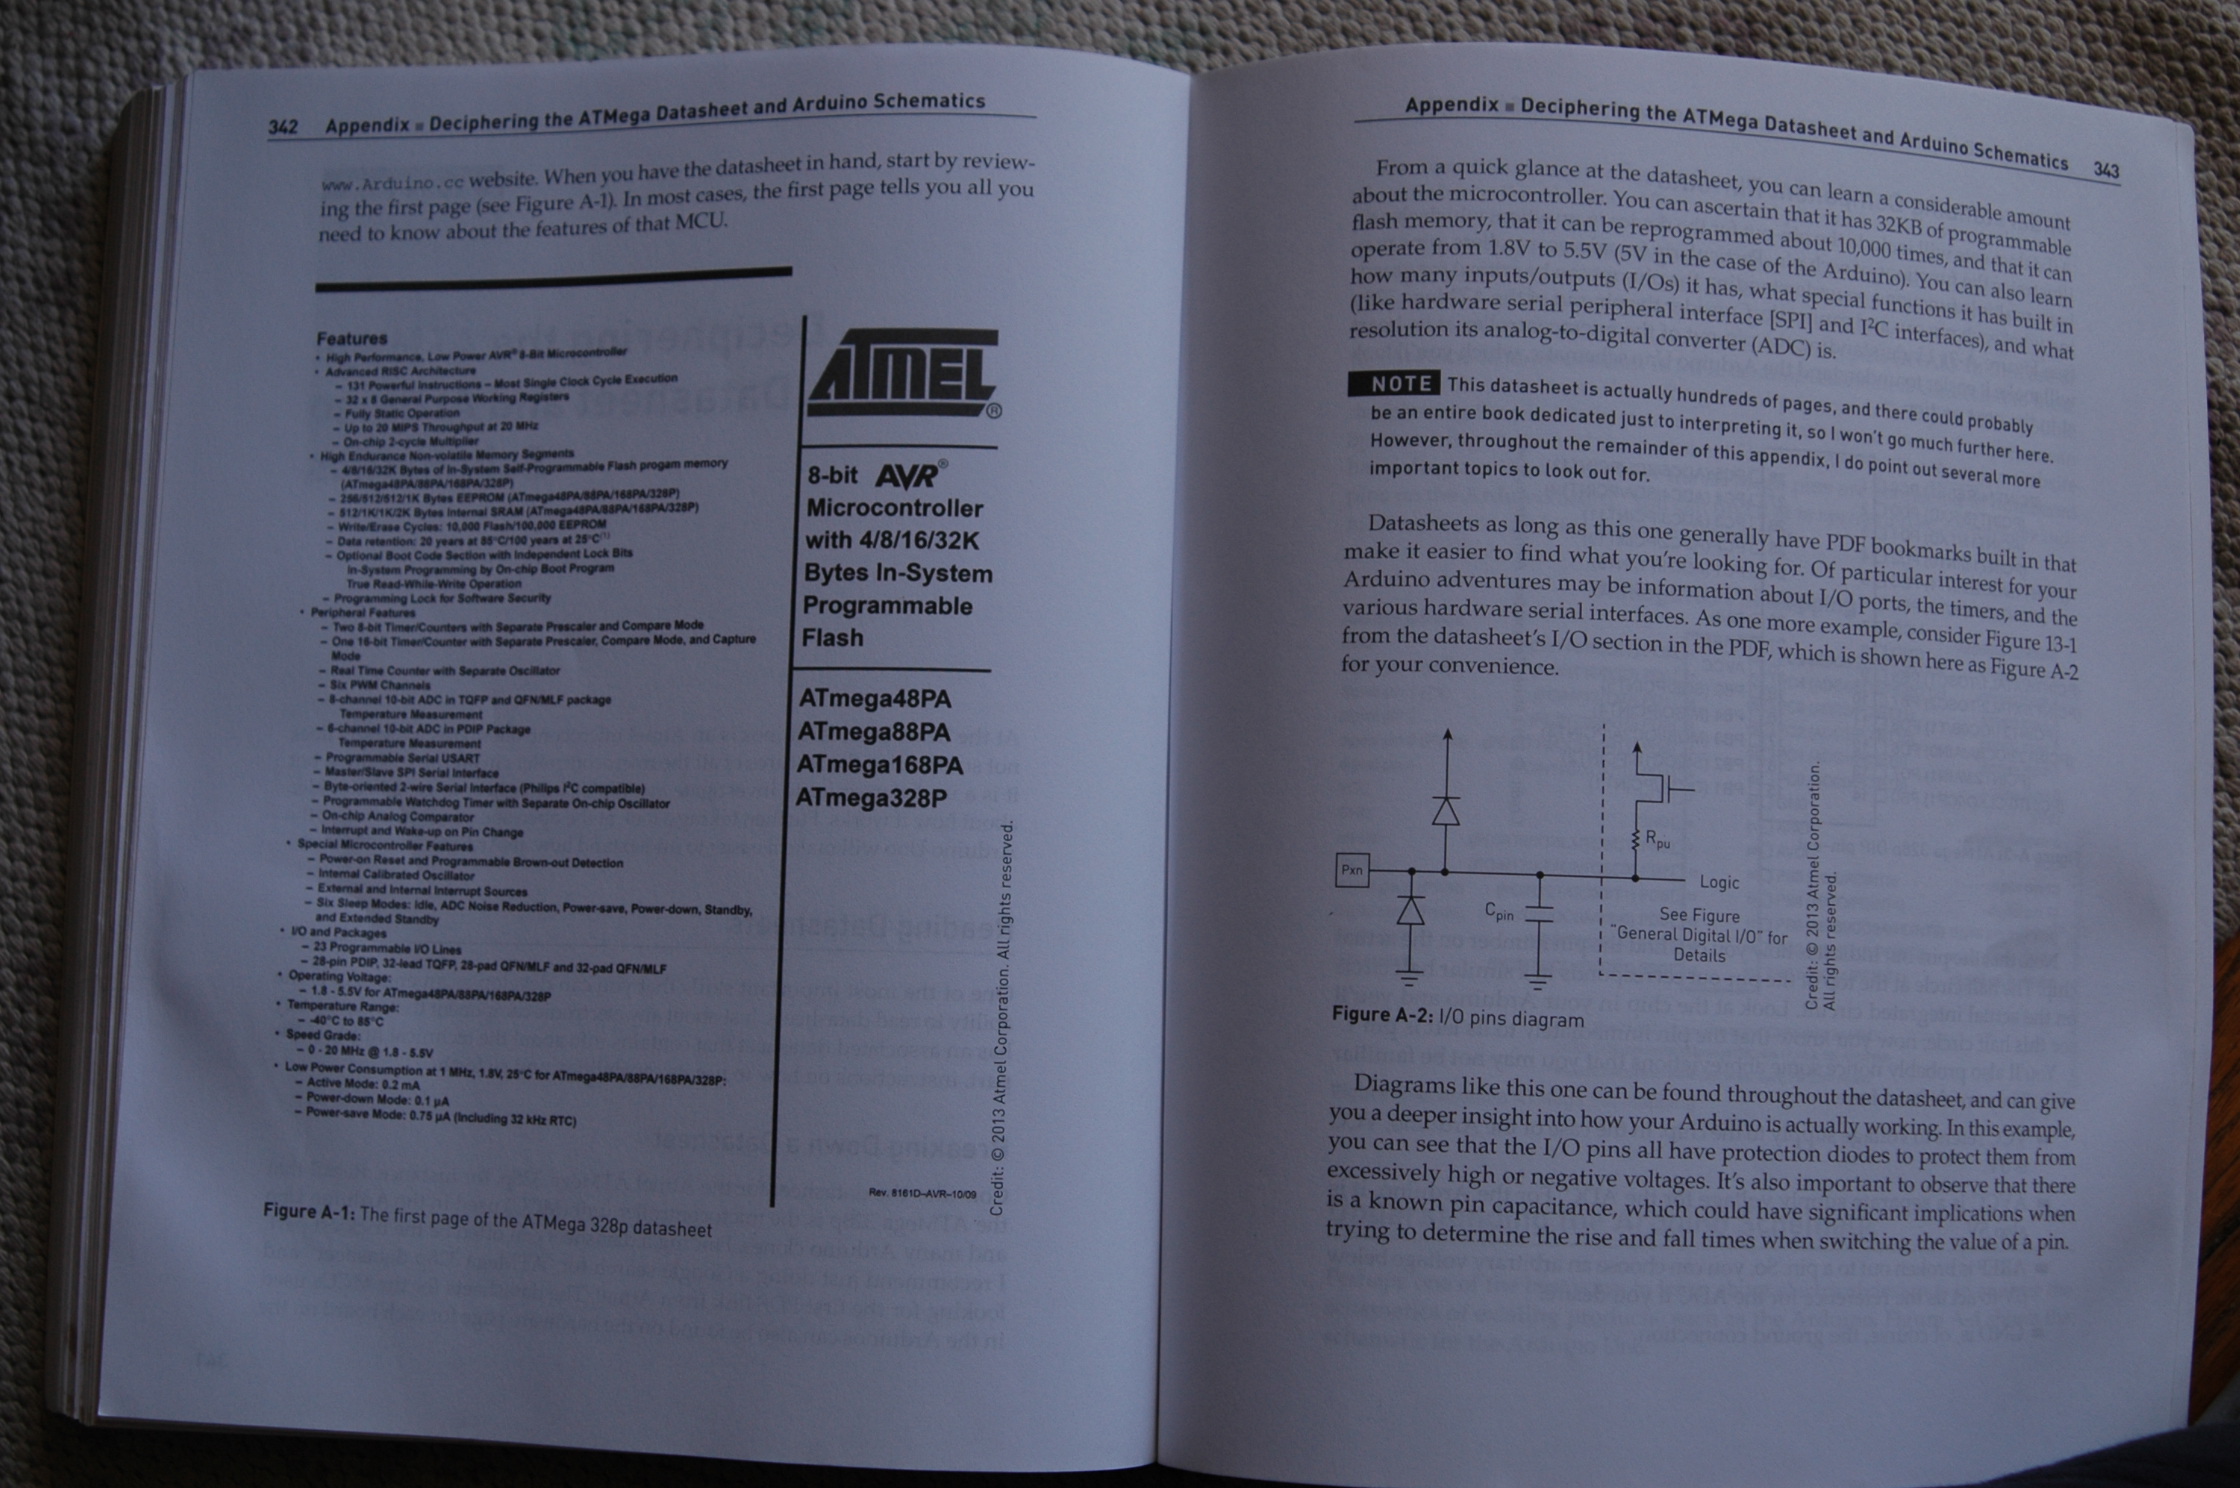 342 Appendix ■ Deciphering the ATMega Datasheet and Arduino Schematics
www.Arduino.cc website. When you have the datasheet in hand, start by review-
ing the first page (see Figure A-1). In most cases, the first page tells you all you
need to know about the features of that MCU.
Features
• High Performance, Low Power AVR® 8-Bit Microcontroller
• Advanced RISC Architecture
– 131 Powerful Instructions – Most Single Clock Cycle Execution
– 32 x 8 General Purpose Working Registers
– Fully Static Operation
– Up to 20 MIPS Throughput at 20 MHz
– On-chip 2-cycle Multiplier
• High Endurance Non-volatile Memory Segments
– 4/8/16/32K Bytes of In-System Self-Programmable Flash progam memory
(ATmega48PA/88PA/168PA/328P)
– 256/512/512/1K Bytes EEPROM (ATmega48PA/88PA/168PA/328P)
– 512/1K/1K/2K Bytes Internal SRAM (ATmega48PA/88PA/168PA/328P)
– Write/Erase Cycles: 10,000 Flash/100,000 EEPROM
– Data retention: 20 years at 85°C/100 years at 25°C(1)
– Optional Boot Code Section with Independent Lock Bits
In-System Programming by On-chip Boot Program
True Read-While-Write Operation
– Programming Lock for Software Security
• Peripheral Features
– Two 8-bit Timer/Counters with Separate Prescaler and Compare Mode
– One 16-bit Timer/Counter with Separate Prescaler, Compare Mode, and Capture
Mode
– Real Time Counter with Separate Oscillator
– Six PWM Channels
– 8-channel 10-bit ADC in TQFP and QFN/MLF package
Temperature Measurement
– 6-channel 10-bit ADC in PDIP Package
Temperature Measurement
– Programmable Serial USART
– Master/Slave SPI Serial Interface
– Byte-oriented 2-wire Serial Interface (Philips I²C compatible)
– Programmable Watchdog Timer with Separate On-chip Oscillator
– On-chip Analog Comparator
– Interrupt and Wake-up on Pin Change
• Special Microcontroller Features
– Power-on Reset and Programmable Brown-out Detection
– Internal Calibrated Oscillator
– External and Internal Interrupt Sources
– Six Sleep Modes: Idle, ADC Noise Reduction, Power-save, Power-down, Standby,
and Extended Standby
• I/O and Packages
– 23 Programmable I/O Lines
– 28-pin PDIP, 32-lead TQFP, 28-pad QFN/MLF and 32-pad QFN/MLF
• Operating Voltage:
– 1.8 - 5.5V for ATmega48PA/88PA/168PA/328P
• Temperature Range:
– -40°C to 85°C
• Speed Grade:
– 0 - 20 MHz @ 1.8 - 5.5V
• Low Power Consumption at 1 MHz, 1.8V, 25°C for ATmega48PA/88PA/168PA/328P:
– Active Mode: 0.2 mA
– Power-down Mode: 0.1 µA
– Power-save Mode: 0.75 µA (Including 32 kHz RTC)
ATMEL®
8-bit AVR®
Microcontroller
with 4/8/16/32K
Bytes In-System
Programmable
Flash
ATmega48PA
ATmega88PA
ATmega168PA
ATmega328P
Rev. 8161D–AVR–10/09
Credit: © 2013 Atmel Corporation. All rights reserved.
Figure A-1: The first page of the ATMega 328p datasheet
Appendix ■ Deciphering the ATMega Datasheet and Arduino Schematics 343
From a quick glance at the datasheet, you can learn a considerable amount
about the microcontroller. You can ascertain that it has 32KB of programmable
flash memory, that it can be reprogrammed about 10,000 times, and that it can
operate from 1.8V to 5.5V (5V in the case of the Arduino). You can also learn
how many inputs/outputs (I/Os) it has, what special functions it has built in
(like hardware serial peripheral interface [SPI] and I²C interfaces), and what
resolution its analog-to-digital converter (ADC) is.
NOTE This datasheet is actually hundreds of pages, and there could probably
be an entire book dedicated just to interpreting it, so I won't go much further here.
However, throughout the remainder of this appendix, I do point out several more
important topics to look out for.
Datasheets as long as this one generally have PDF bookmarks built in that
make it easier to find what you're looking for. Of particular interest for your
Arduino adventures may be information about I/O ports, the timers, and the
various hardware serial interfaces. As one more example, consider Figure 13-1
from the datasheet's I/O section in the PDF, which is shown here as Figure A-2
for your convenience.
Rpu
Pxn
Logic
Cpin
See Figure
"General Digital I/O" for
Details
Credit: © 2013 Atmel Corporation.
All rights reserved.
Figure A-2: I/O pins diagram
Diagrams like this one can be found throughout the datasheet, and can give
you a deeper insight into how your Arduino is actually working. In this example,
you can see that the I/O pins all have protection diodes to protect them from
excessively high or negative voltages. It's also important to observe that there
is a known pin capacitance, which could have significant implications when
trying to determine the rise and fall times when switching the value of a pin.